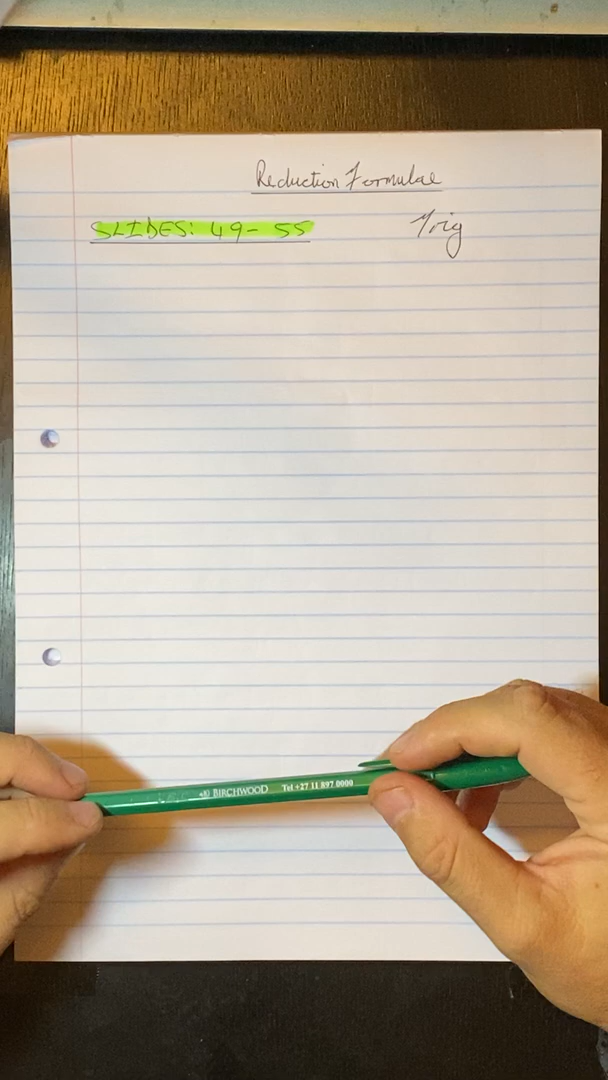 Reduction Formulae
SLIDES: 49 - 55
Trig
BIRCHWOOD Tel +27 11 897 0000